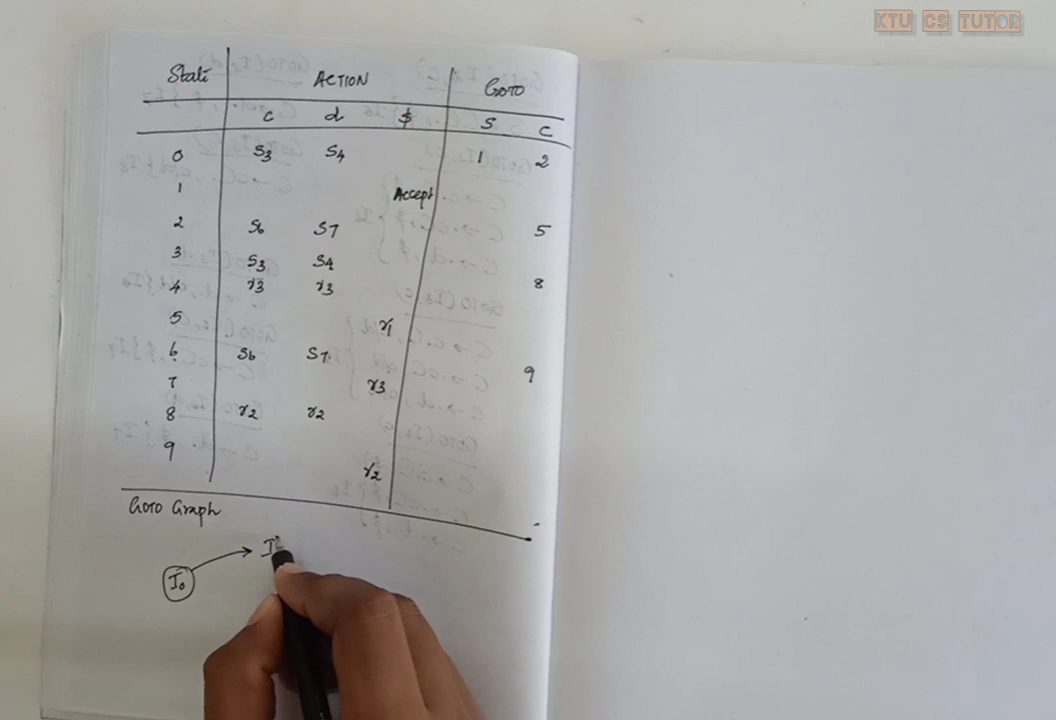 KTU CS TUTOR
State ACTION GOTO
c d $ S C
0 S3 S4 1 2
1 Accept
2 S6 S7 5
3 S3 S4 8
4 r3 r3
5 r1
6 S6 S7 9
7 r3
8 r2 r2
9 r2
GOTO Graph
I0